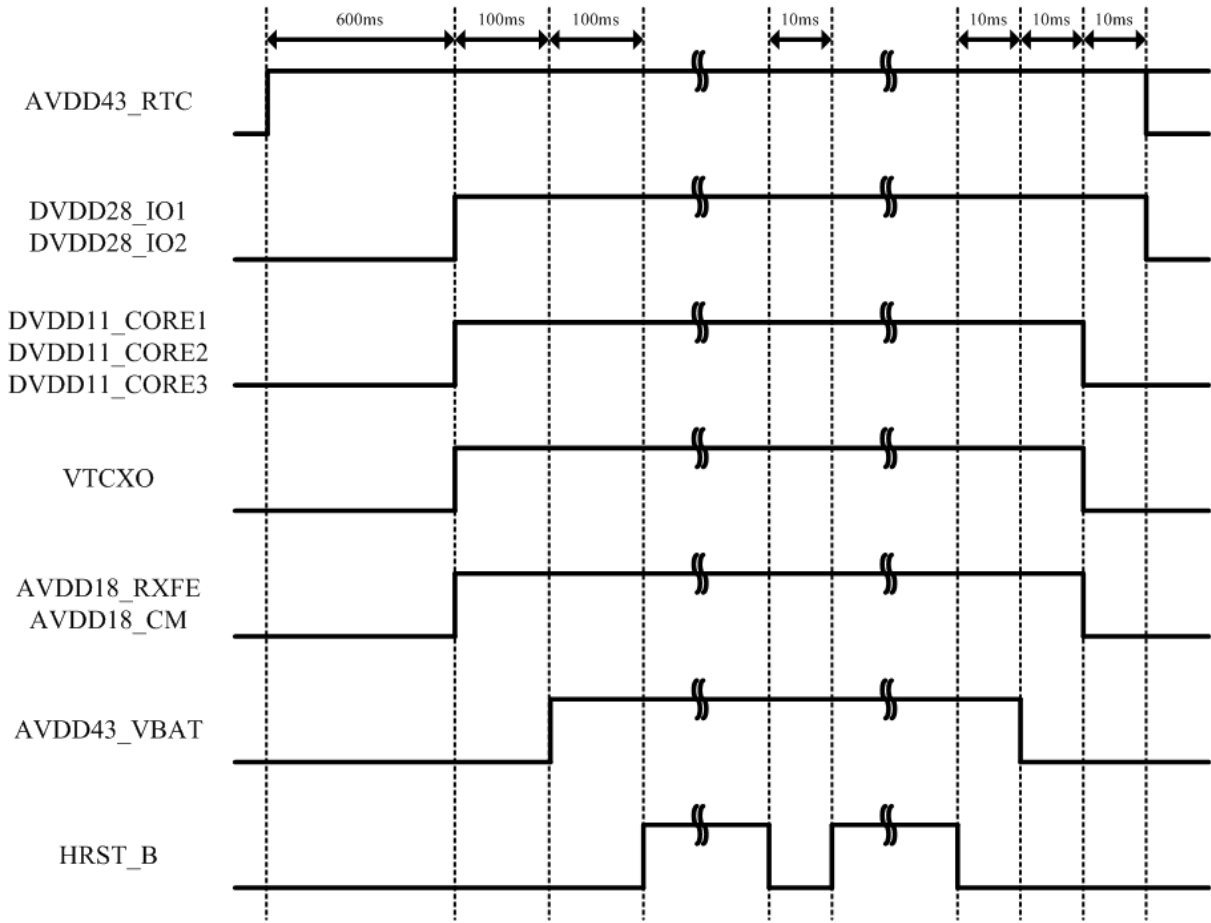 600ms
100ms
100ms
10ms
10ms
10ms
10ms
AVDD43_RTC
DVDD28_IO1
DVDD28_IO2
DVDD11_CORE1
DVDD11_CORE2
DVDD11_CORE3
VTCXO
AVDD18_RXFE
AVDD18_CM
AVDD43_VBAT
HRST_B